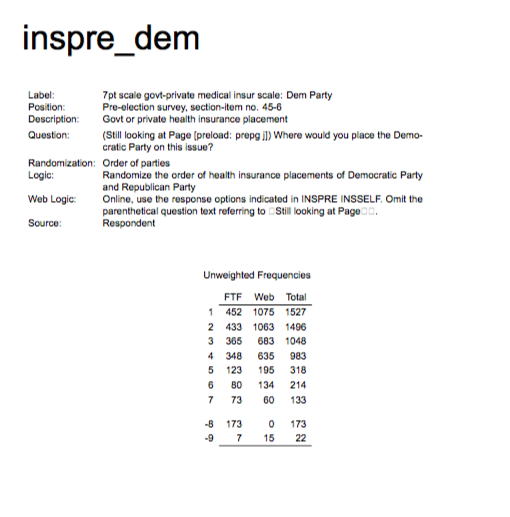 inspre_dem
Label: 7pt scale govt-private medical insur scale: Dem Party
Position: Pre-election survey, section-item no. 45-6
Description: Govt or private health insurance placement
Question: (Still looking at Page [preload: prepg_j]) Where would you place the Demo-
cratic Party on this issue?
Randomization: Order of parties
Logic: Randomize the order of health insurance placements of Democratic Party
and Republican Party
Web Logic: Online, use the response options indicated in INSPRE INSSELF. Omit the
parenthetical question text referring to □Still looking at Page□□.
Source: Respondent
Unweighted Frequencies
FTF Web Total
1 452 1075 1527
2 433 1063 1496
3 365 683 1048
4 348 635 983
5 123 195 318
6 80 134 214
7 73 60 133
-8 173 0 173
-9 7 15 22